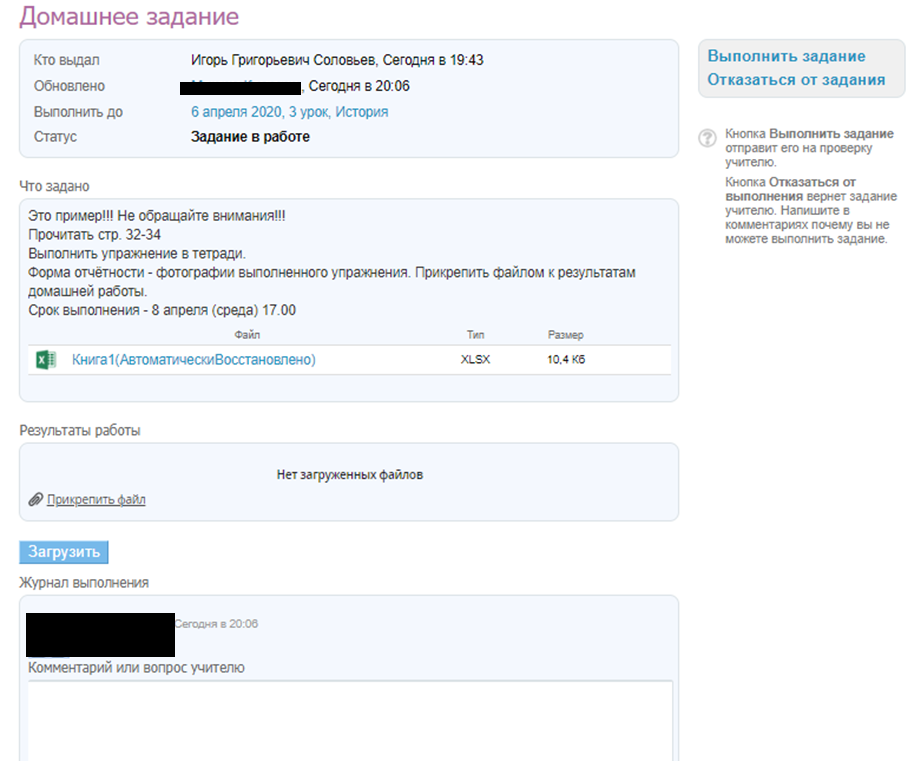 Домашнее задание
Кто выдал Игорь Григорьевич Соловьев, Сегодня в 19:43
Обновлено , Сегодня в 20:06
Выполнить до 6 апреля 2020, 3 урок, История
Статус Задание в работе
Выполнить задание
Отказаться от задания
Кнопка Выполнить задание
отправит его на проверку
учителю.
Кнопка Отказаться от
выполнения вернет задание
учителю. Напишите в
комментариях почему вы не
можете выполнить задание.
Что задано
Это пример!!! Не обращайте внимания!!!
Прочитать стр. 32-34
Выполнить упражнение в тетради.
Форма отчётности - фотографии выполненного упражнения. Прикрепить файлом к результатам
домашней работы.
Срок выполнения - 8 апреля (среда) 17.00
Файл Тип Размер
Книга1(АвтоматическиВосстановлено) XLSX 10,4 Кб
Результаты работы
Нет загруженных файлов
Прикрепить файл
Загрузить
Журнал выполнения
Сегодня в 20:06
Комментарий или вопрос учителю